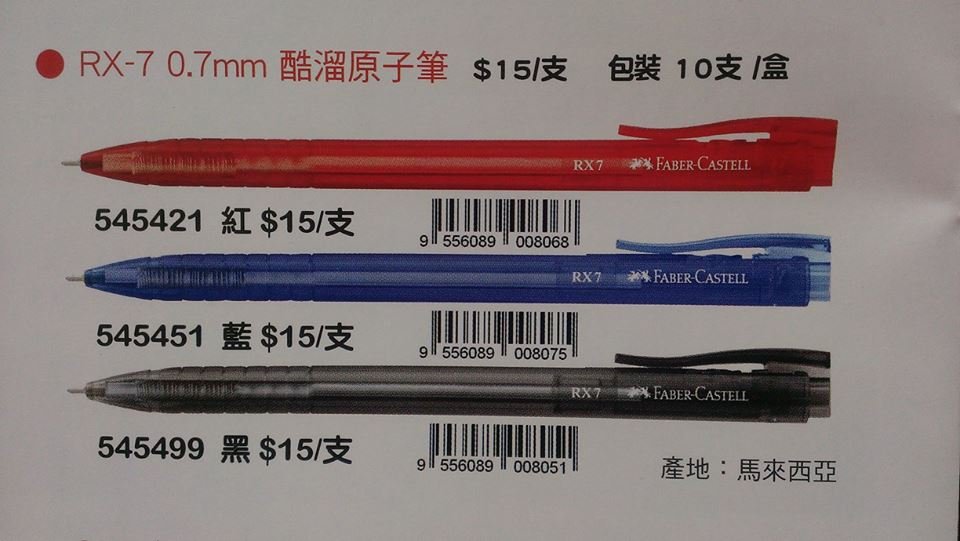 ● RX-7 0.7mm 酷溜原子筆 $15/支 包裝 10支 /盒
RX7 FABER-CASTELL
545421 紅 $15/支
9 556089 008068
RX7 FABER-CASTELL
545451 藍 $15/支
9 556089 008075
RX7 FABER-CASTELL
545499 黑 $15/支
9 556089 008051
產地：馬來西亞